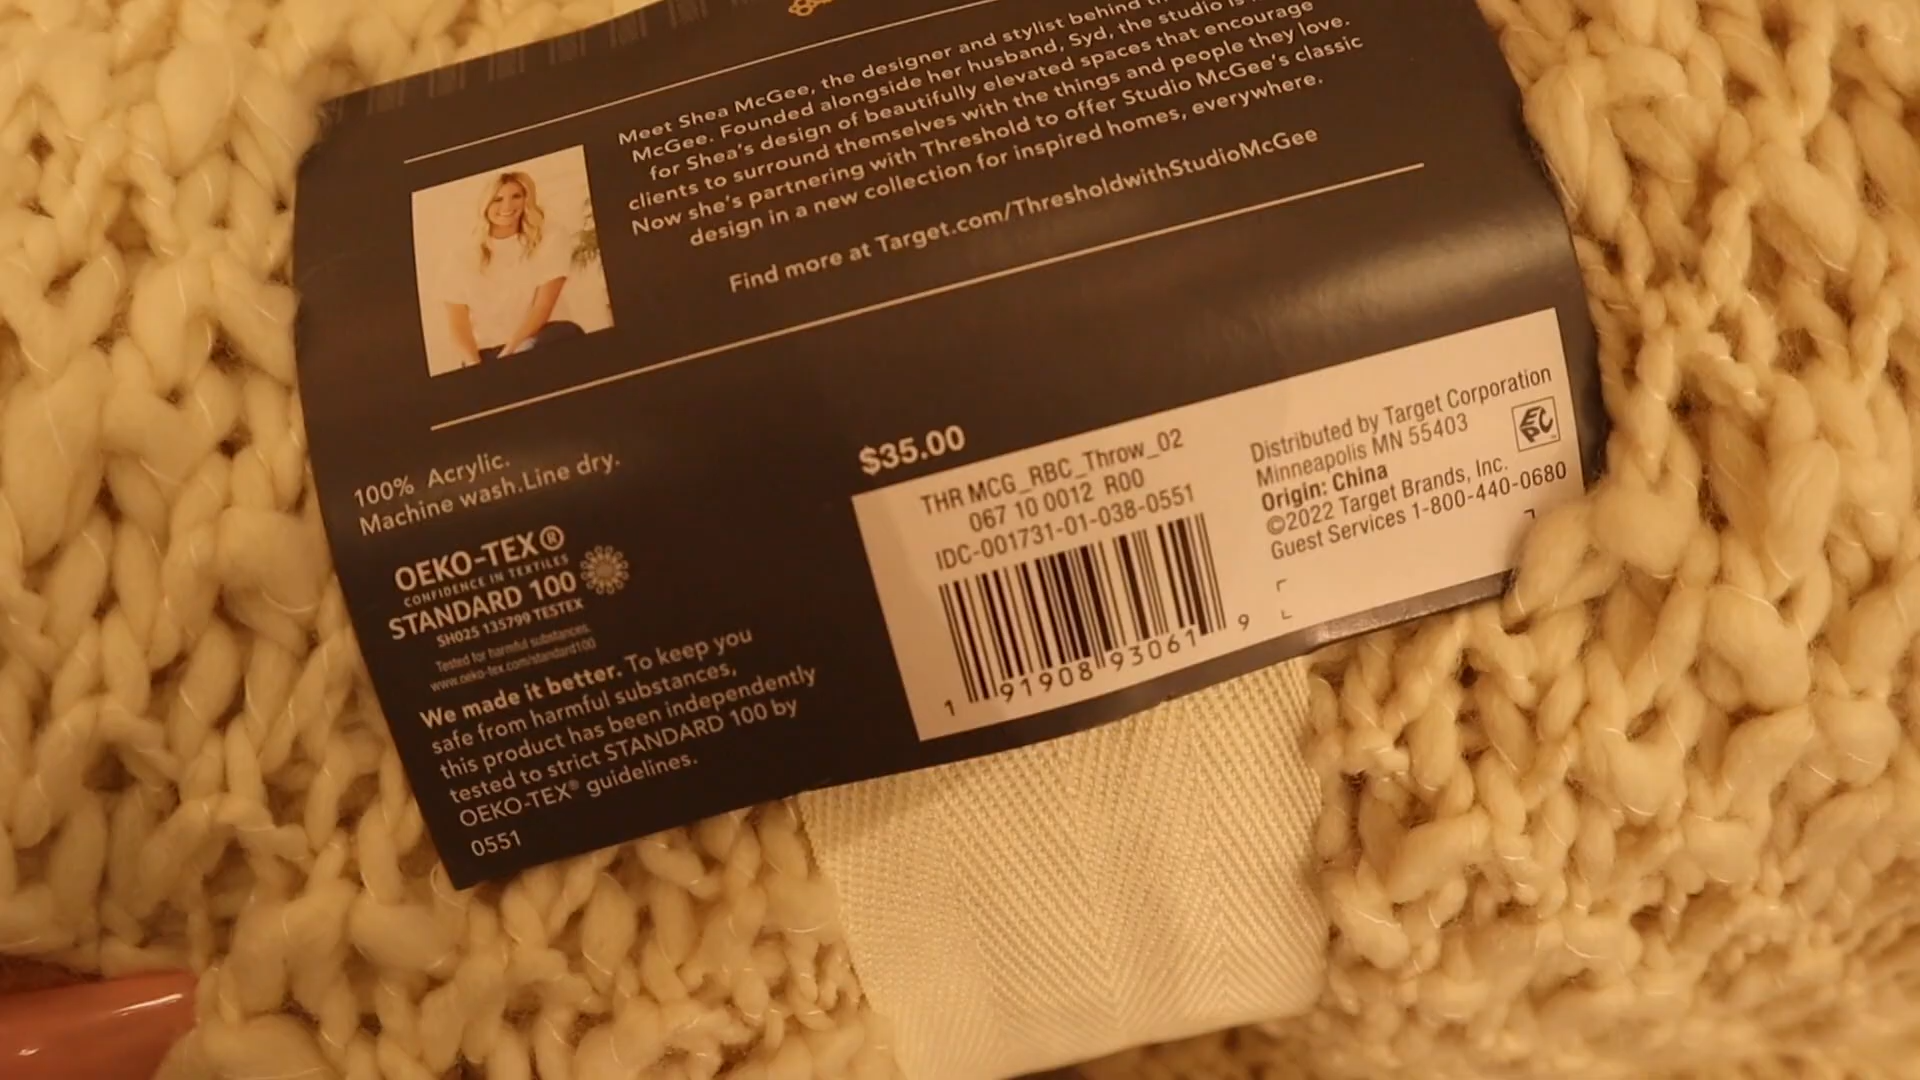 Meet Shea McGee, the designer and stylist behind
McGee. Founded alongside her husband, Syd, the studio is
for Shea's design of beautifully elevated spaces that encourage
clients to surround themselves with the things and people they love.
Now she's partnering with Threshold to offer Studio McGee's classic
design in a new collection for inspired homes, everywhere.
Find more at Target.com/ThresholdwithStudioMcGee
100% Acrylic.
Machine wash.Line dry.
OEKO-TEX®
CONFIDENCE IN TEXTILES
STANDARD 100
SH025 135799 TESTEX
Tested for harmful substances.
www.oeko-tex.com/standard100
We made it better. To keep you
safe from harmful substances,
this product has been independently
tested to strict STANDARD 100 by
OEKO-TEX® guidelines.
0551
$35.00
THR MCG_RBC_Throw_02
067 10 0012 R00
IDC-001731-01-038-0551
1 91908 93061 9
Distributed by Target Corporation
Minneapolis MN 55403
Origin: China
©2022 Target Brands, Inc.
Guest Services 1-800-440-0680
EPC